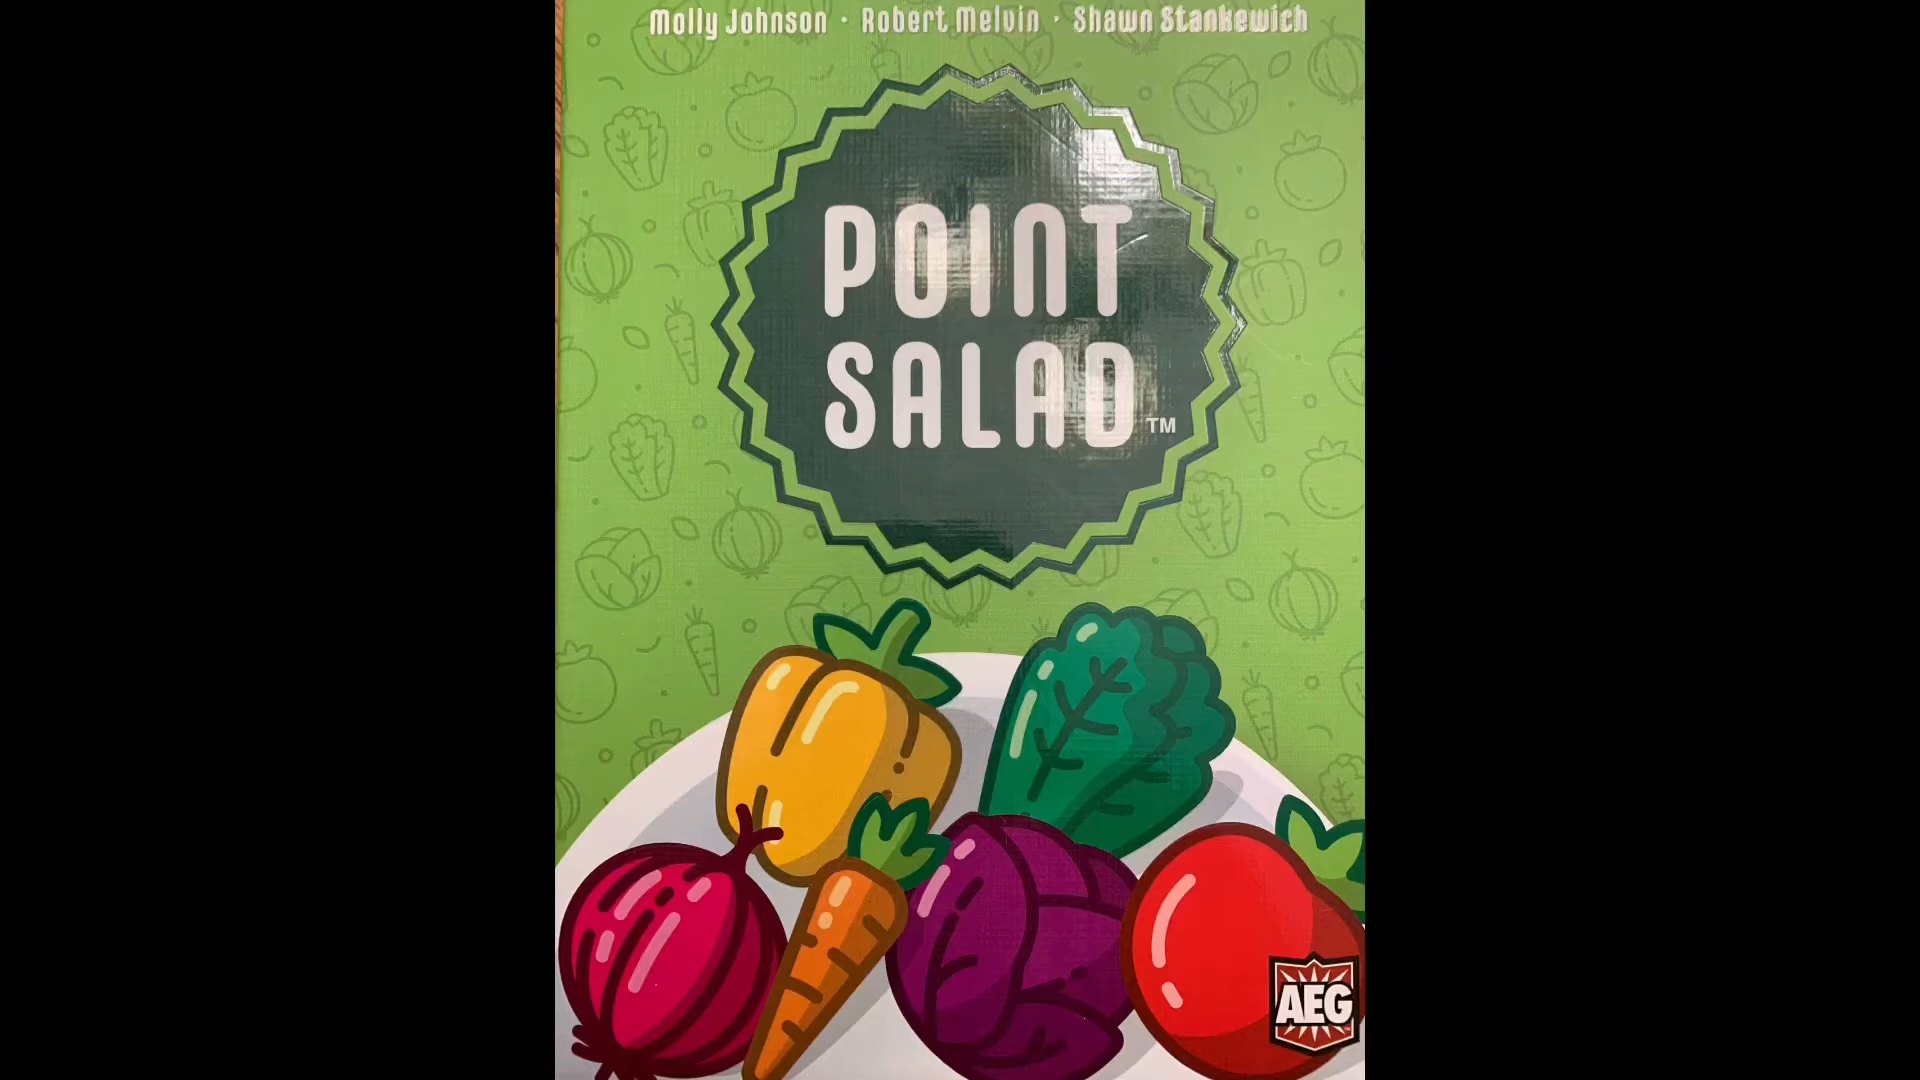 Molly Johnson · Robert Melvin · Shawn Stankewich
POINT
SALAD™
AEG